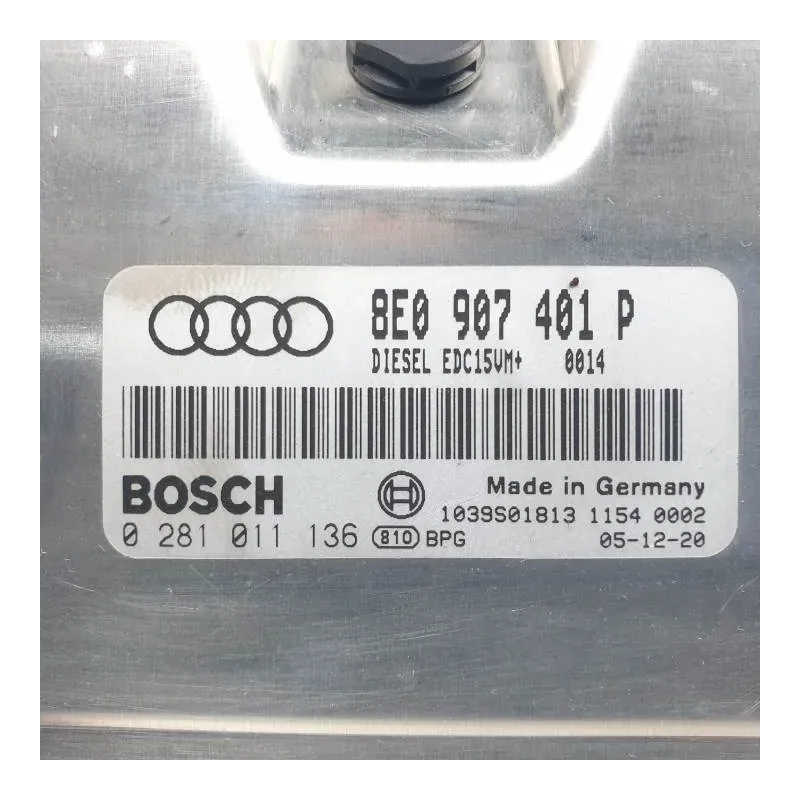 8E0 907 401 P
DIESEL EDC15VM+ 0014
BOSCH
Made in Germany
1039S01813 1154 0002
0 281 011 136 810 BPG 05-12-20